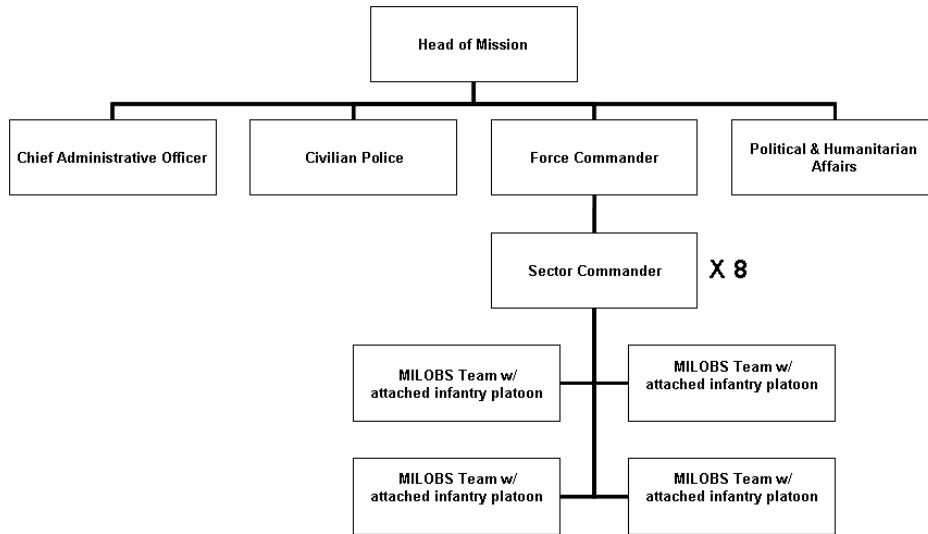 Head of Mission
Chief Administrative Officer
Civilian Police
Force Commander
Political & Humanitarian
Affairs
Sector Commander
X 8
MILOBS Team w/
attached infantry platoon
MILOBS Team w/
attached infantry platoon
MILOBS Team w/
attached infantry platoon
MILOBS Team w/
attached infantry platoon